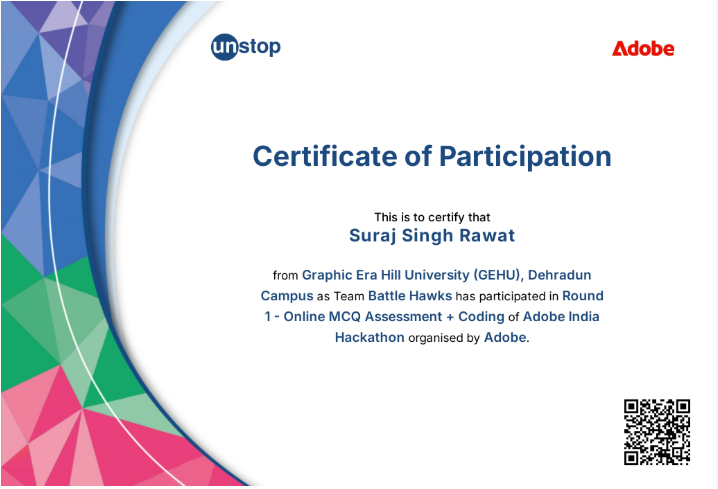 unstop
Adobe
Certificate of Participation
This is to certify that
Suraj Singh Rawat
from Graphic Era Hill University (GEHU), Dehradun
Campus as Team Battle Hawks has participated in Round
1 - Online MCQ Assessment + Coding of Adobe India
Hackathon organised by Adobe.